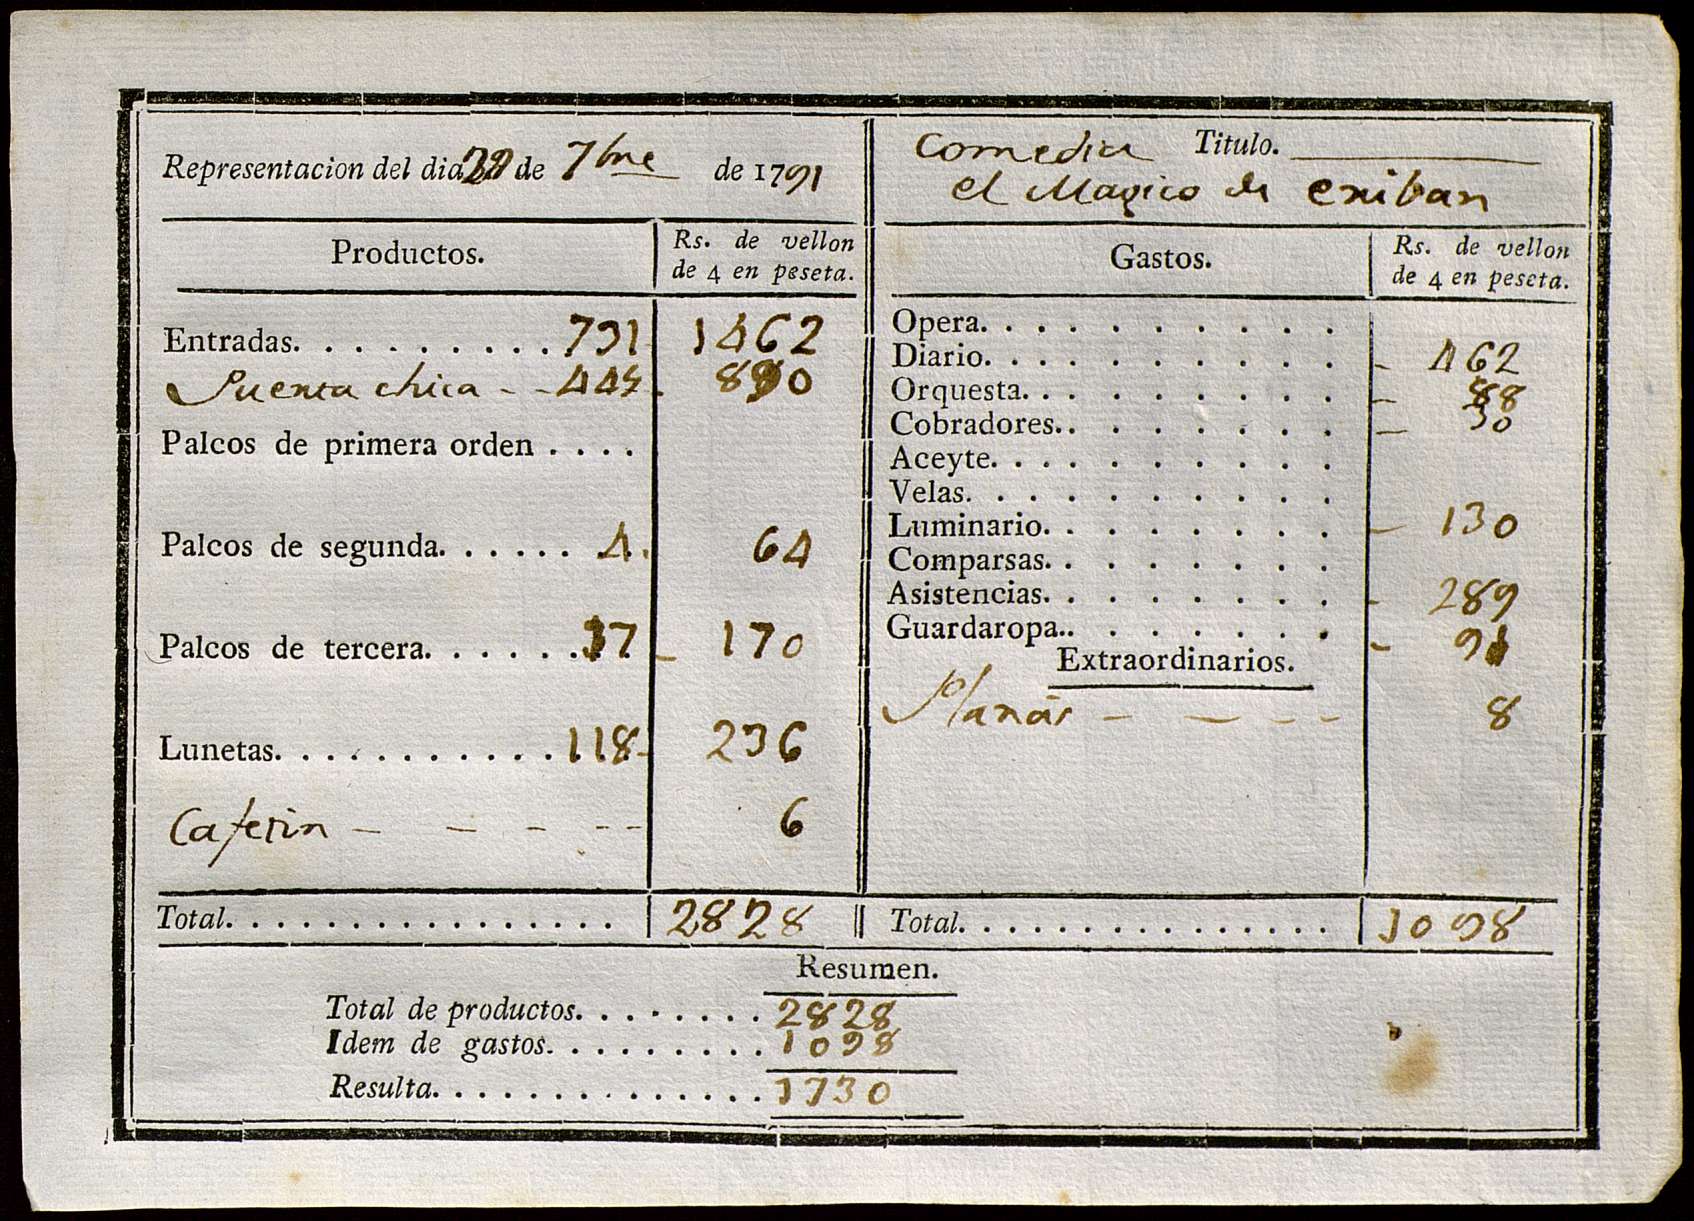 Representacion del dia de 7bre de 1791
Comedia Titulo.
el Magico de eriban
Productos. Rs. de vellon de 4 en peseta.
Entradas. . . . . . . . . . 731 1462
Puerta chica - - 445 890
Palcos de primera orden . . . .
Palcos de segunda. . . . . . 4. 64
Palcos de tercera. . . . . . . 17 - 170
Lunetas. . . . . . . . . . . . 118 - 236
Cafetin - - - - - 6
Total. . . . . . . . . . . . . . . . . 2828
Gastos. Rs. de vellon de 4 en peseta.
Opera. . . . . . . . . .
Diario. . . . . . . . . . - 462
Orquesta. . . . . . . . . - 88
Cobradores. . . . . . . . - 30
Aceyte. . . . . . . . . .
Velas. . . . . . . . . .
Luminario. . . . . . . . - 130
Comparsas. . . . . . . .
Asistencias. . . . . . . . - 289
Guardaropa. . . . . . . . - 91
Extraordinarios.
- - - - 8
Total. . . . . . . . . . . . . . . . 1098
Resumen.
Total de productos. . . . . . . . 2828
Idem de gastos. . . . . . . . . 1098
Resulta. . . . . . . . . . . . . . 1730